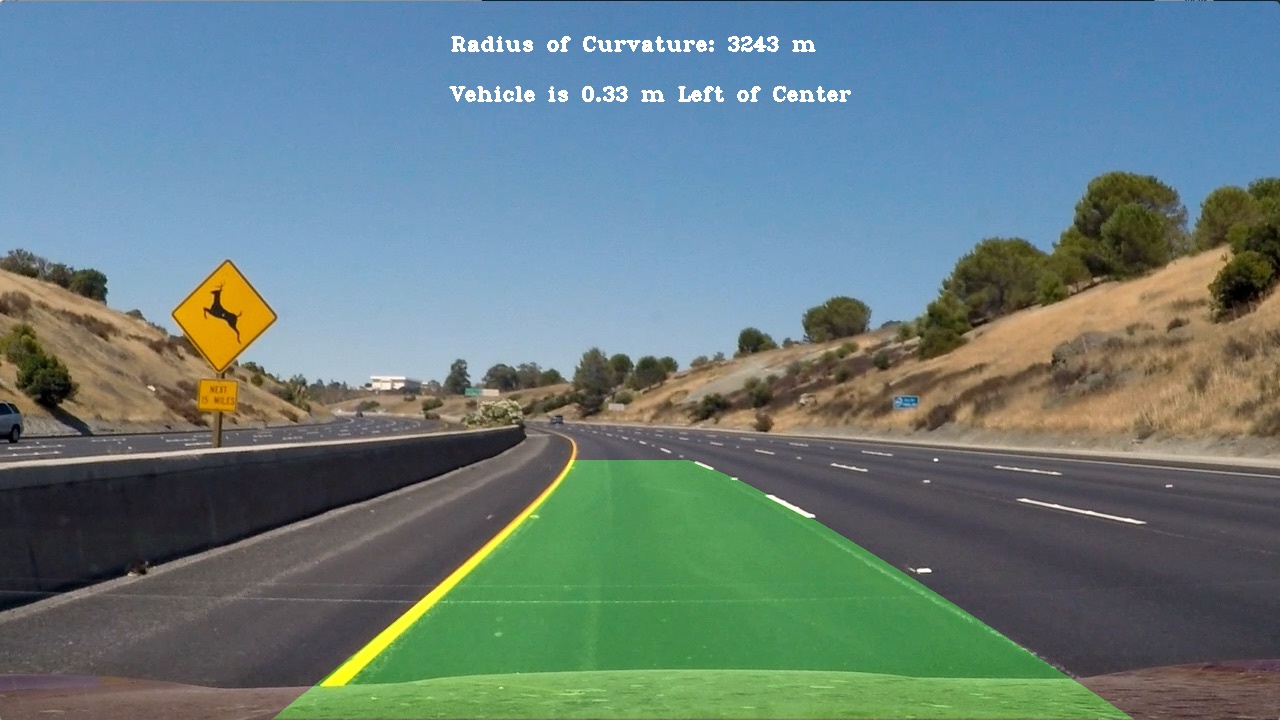 Radius of Curvature: 3243 m
Vehicle is 0.33 m Left of Center
NEXT
15 MILES